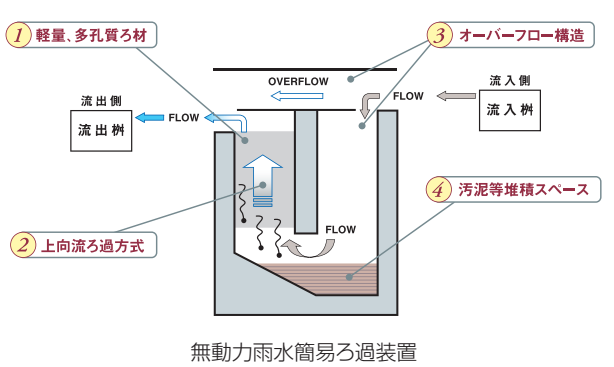 1 軽量、多孔質ろ材
3 オーバーフロー構造
OVERFLOW
流入側
FLOW
流入桝
流出側
流出桝
FLOW
4 汚泥等堆積スペース
2 上向流ろ過方式
FLOW
無動力雨水簡易ろ過装置